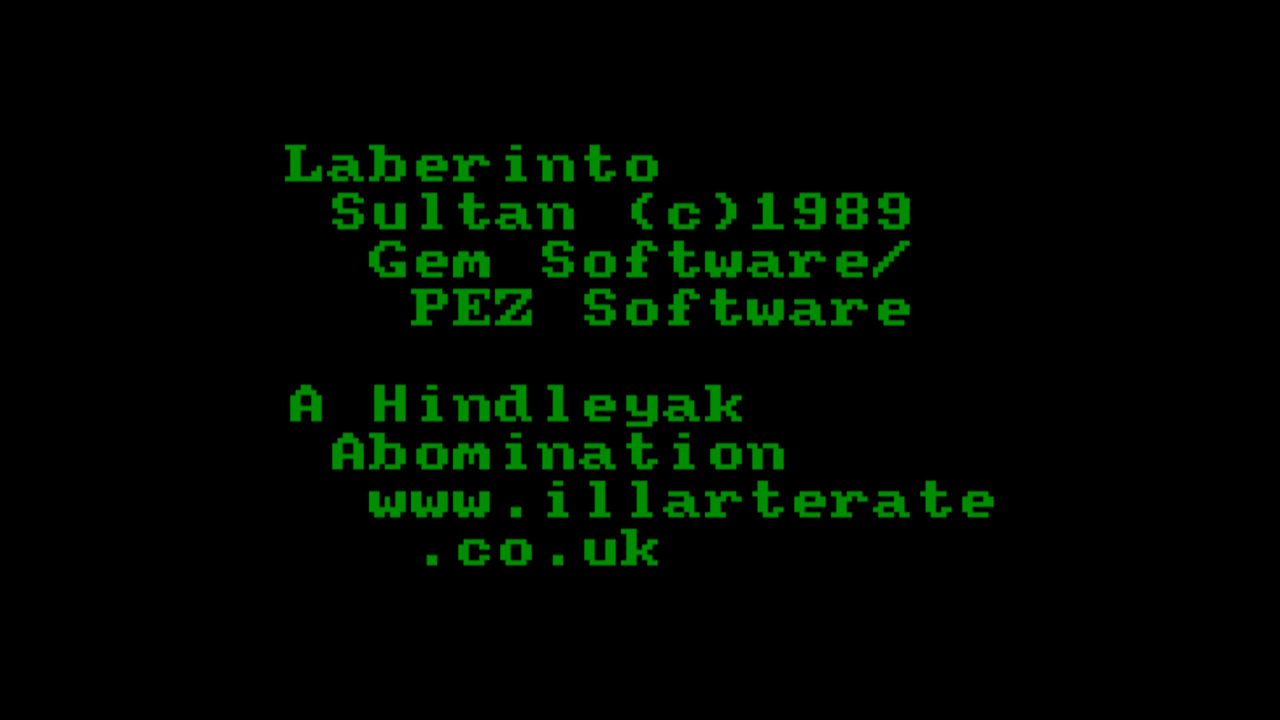 Laberinto
Sultan (c)1989
Gem Software/
PEZ Software
A Hindleyak
Abomination
www.illarterate
.co.uk